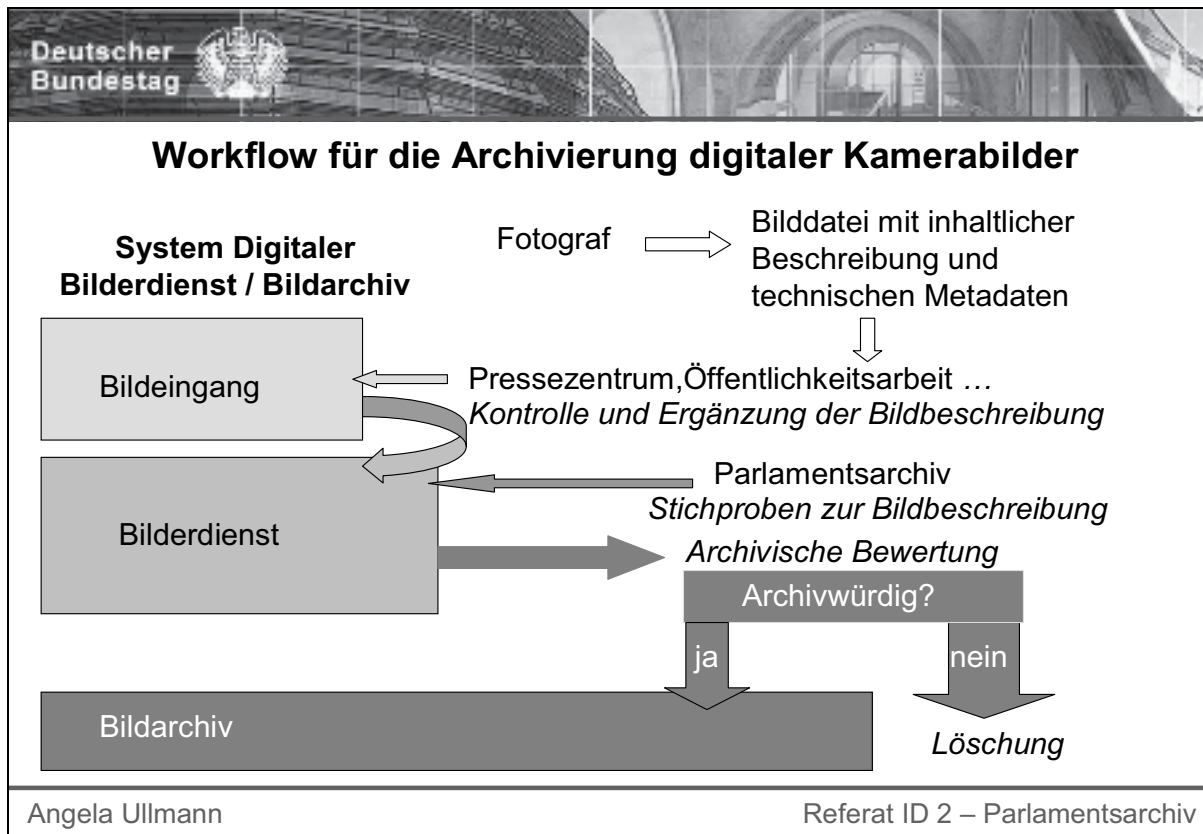 Deutscher
Bundestag
Workflow für die Archivierung digitaler Kamerabilder
System Digitaler
Bilderdienst / Bildarchiv
Fotograf
Bilddatei mit inhaltlicher
Beschreibung und
technischen Metadaten
Bildeingang
Pressezentrum,Öffentlichkeitsarbeit …
Kontrolle und Ergänzung der Bildbeschreibung
Parlamentsarchiv
Stichproben zur Bildbeschreibung
Bilderdienst
Archivische Bewertung
Archivwürdig?
ja
nein
Bildarchiv
Löschung
Angela Ullmann
Referat ID 2 – Parlamentsarchiv